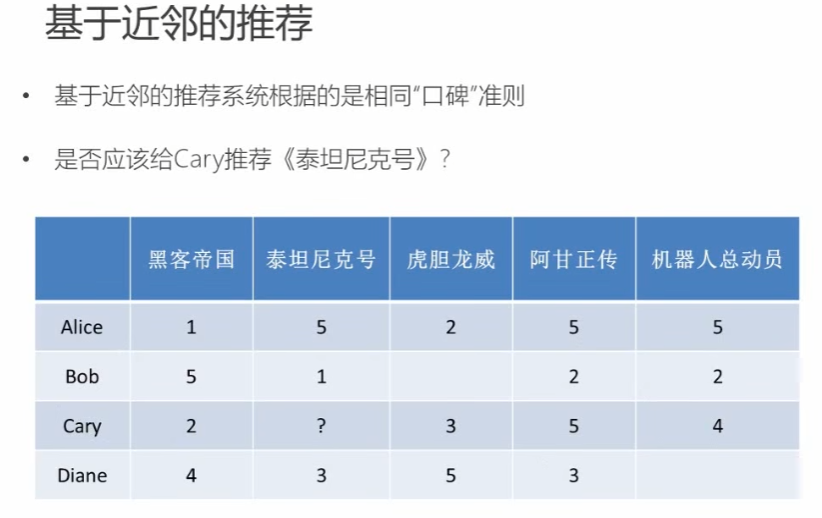 基于近邻的推荐
• 基于近邻的推荐系统根据的是相同“口碑”准则
• 是否应该给Cary推荐《泰坦尼克号》?
黑客帝国 泰坦尼克号 虎胆龙威 阿甘正传 机器人总动员
Alice 1 5 2 5 5
Bob 5 1 2 2
Cary 2 ? 3 5 4
Diane 4 3 5 3